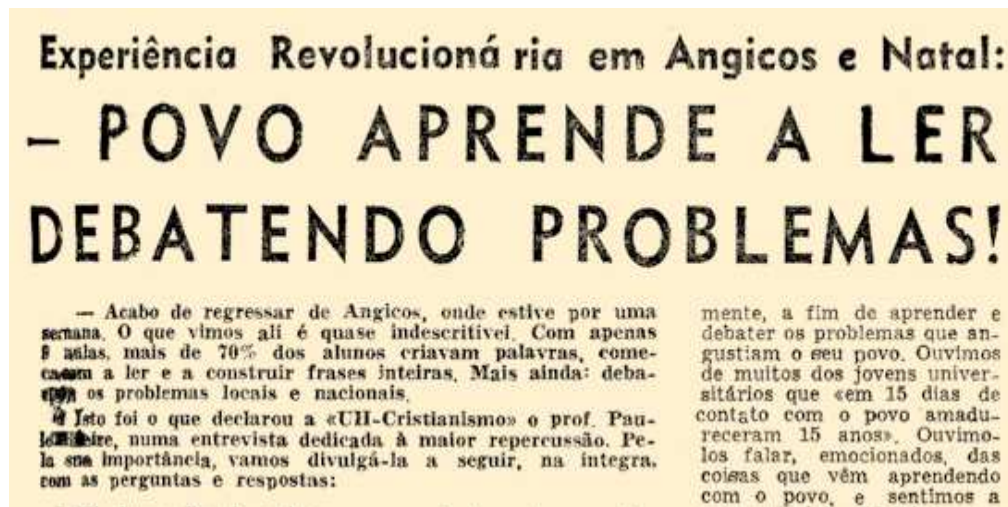 Experiência Revolucionária em Angicos e Natal:
– POVO APRENDE A LER
DEBATENDO PROBLEMAS!
— Acabo de regressar de Angicos, onde estive por uma
semana. O que vimos ali é quase indescritivel. Com apenas
aulas, mais de 70% dos alunos criavam palavras, come-
a ler e a construir frases inteiras. Mais ainda: deba-
os problemas locais e nacionais.
Isto foi o que declarou a «UH-Cristianismo» o prof. Pau-
numa entrevista dedicada à maior repercussão. Pe-
la sua importância, vamos divulgá-la a seguir, na íntegra,
com as perguntas e respostas:
mente, a fim de aprender e
debater os problemas que an-
gustiam o seu povo. Ouvimos
de muitos dos jovens univer-
sitários que «em 15 dias de
contato com o povo amadu-
receram 15 anos». Ouvimo-
los falar, emocionados, das
coisas que vêm aprendendo
com o povo, e sentimos a